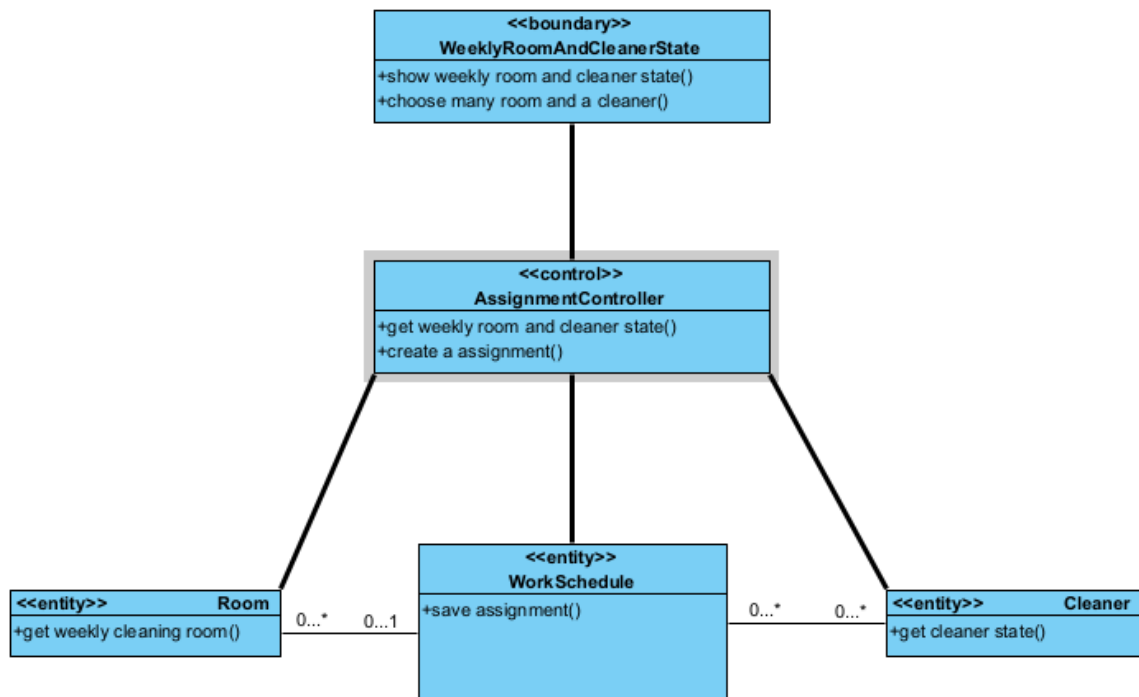 <<boundary>>
WeeklyRoomAndCleanerState
+show weekly room and cleaner state()
+choose many room and a cleaner()
<<control>>
AssignmentController
+get weekly room and cleaner state()
+create a assignment()
<<entity>> Room
+get weekly cleaning room()
0...*
0...1
<<entity>>
WorkSchedule
+save assignment()
0...*
0...*
<<entity>> Cleaner
+get cleaner state()